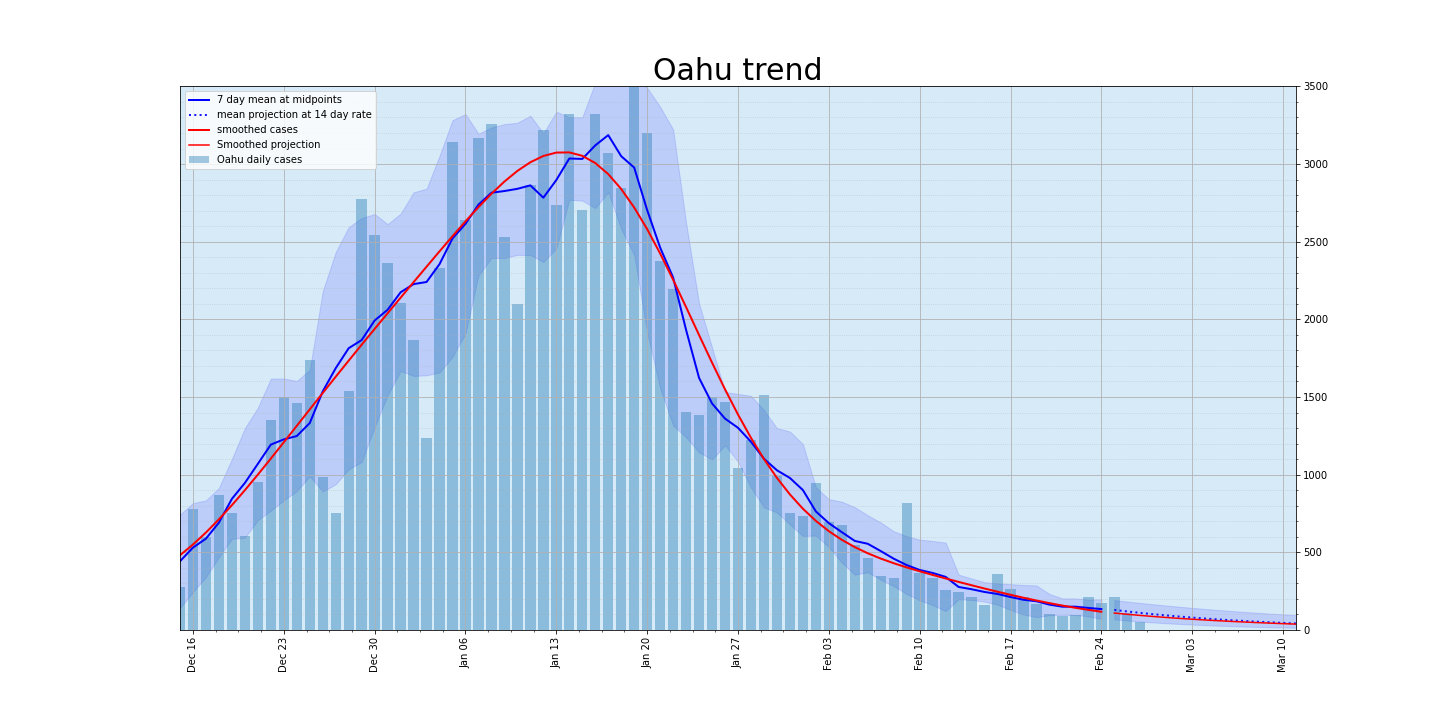 Oahu trend
7 day mean at midpoints
mean projection at 14 day rate
smoothed cases
Smoothed projection
Oahu daily cases
3500
3000
2500
2000
1500
1000
500
0
Dec 16
Dec 23
Dec 30
Jan 06
Jan 13
Jan 20
Jan 27
Feb 03
Feb 10
Feb 17
Feb 24
Mar 03
Mar 10